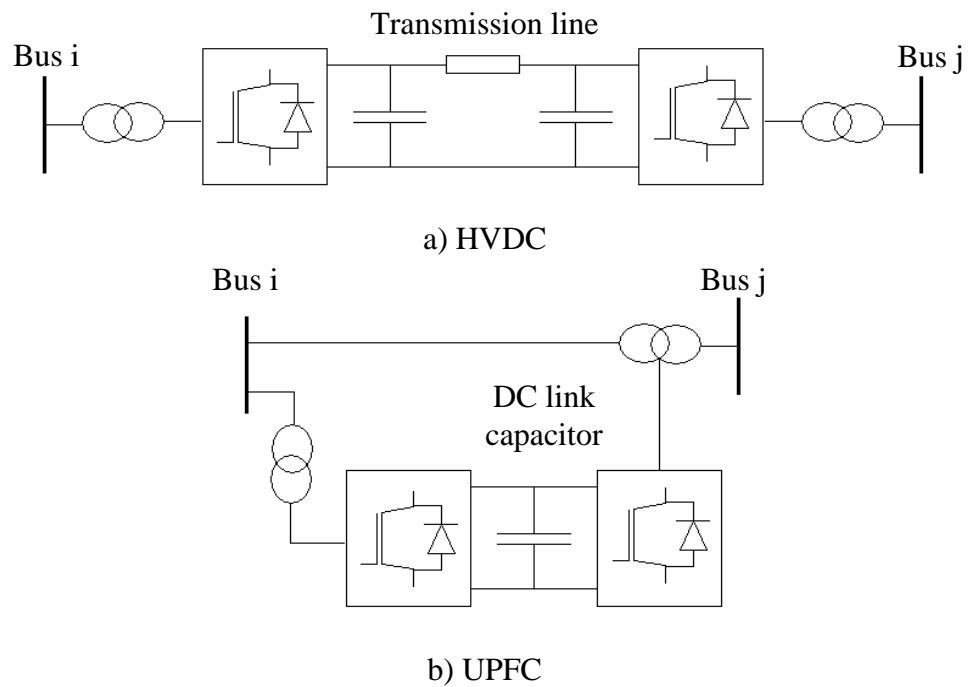 Transmission line
Bus i
Bus j
a) HVDC
Bus i
Bus j
DC link
capacitor
b) UPFC